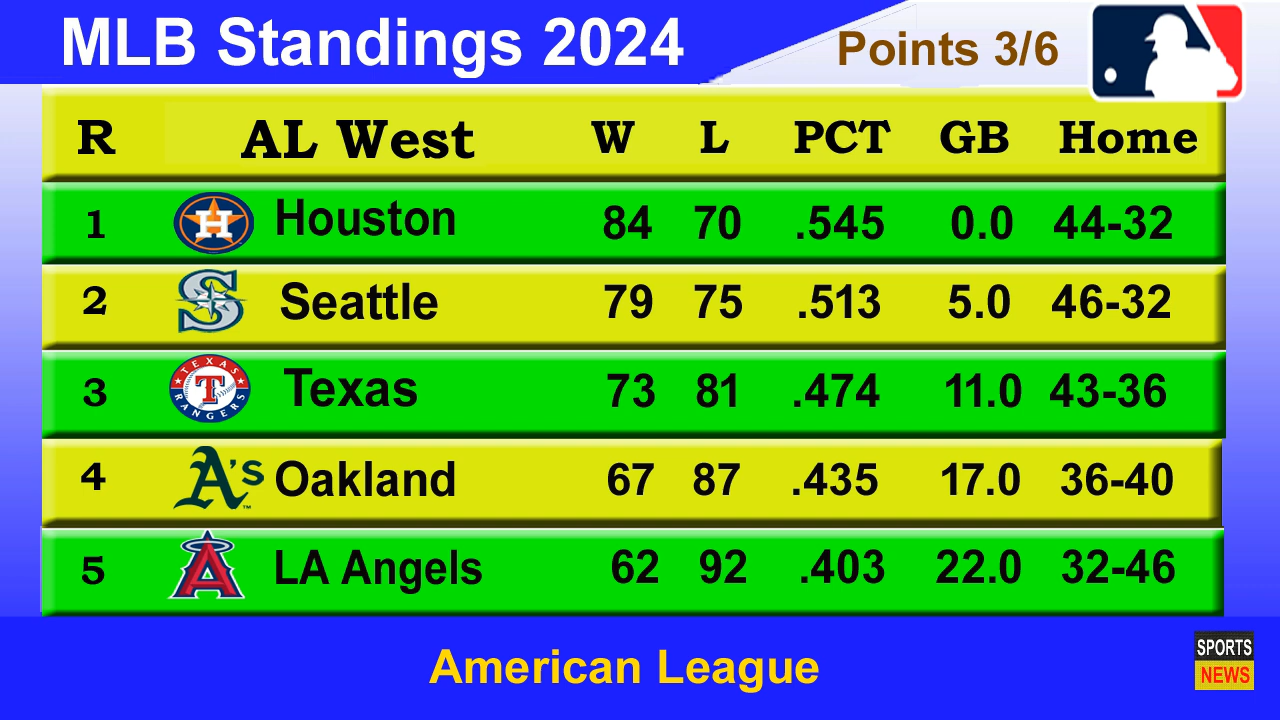 MLB Standings 2024 Points 3/6
R AL West W L PCT GB Home
1 H Houston 84 70 .545 0.0 44-32
2 S Seattle 79 75 .513 5.0 46-32
3 TEXAS T RANGERS Texas 73 81 .474 11.0 43-36
4 A's ™ Oakland 67 87 .435 17.0 36-40
5 A LA Angels 62 92 .403 22.0 32-46
American League
SPORTS
NEWS